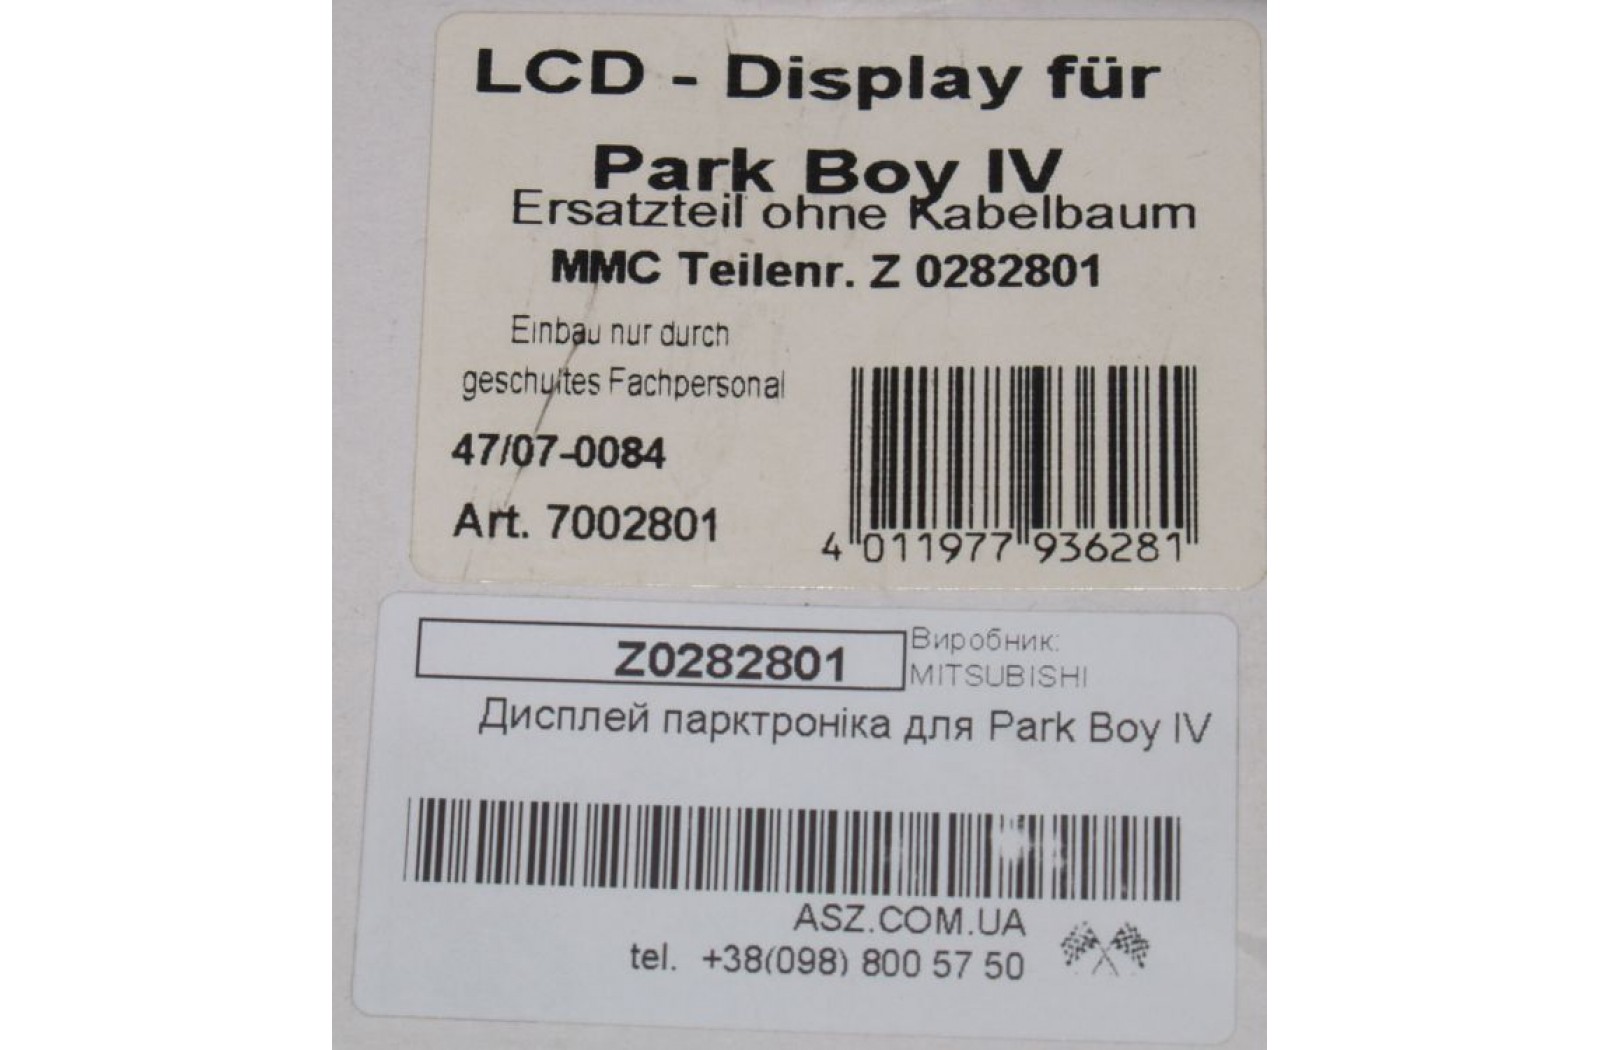 LCD - Display für
Park Boy IV
Ersatzteil ohne Kabelbaum
MMC Teilenr. Z 0282801
Einbau nur durch
geschultes Fachpersonal
47/07-0084
Art. 7002801
4 011977 936281
Z0282801
Виробник:
MITSUBISHI
Дисплей парктроніка для Park Boy IV
ASZ.COM.UA
tel. +38(098) 800 57 50